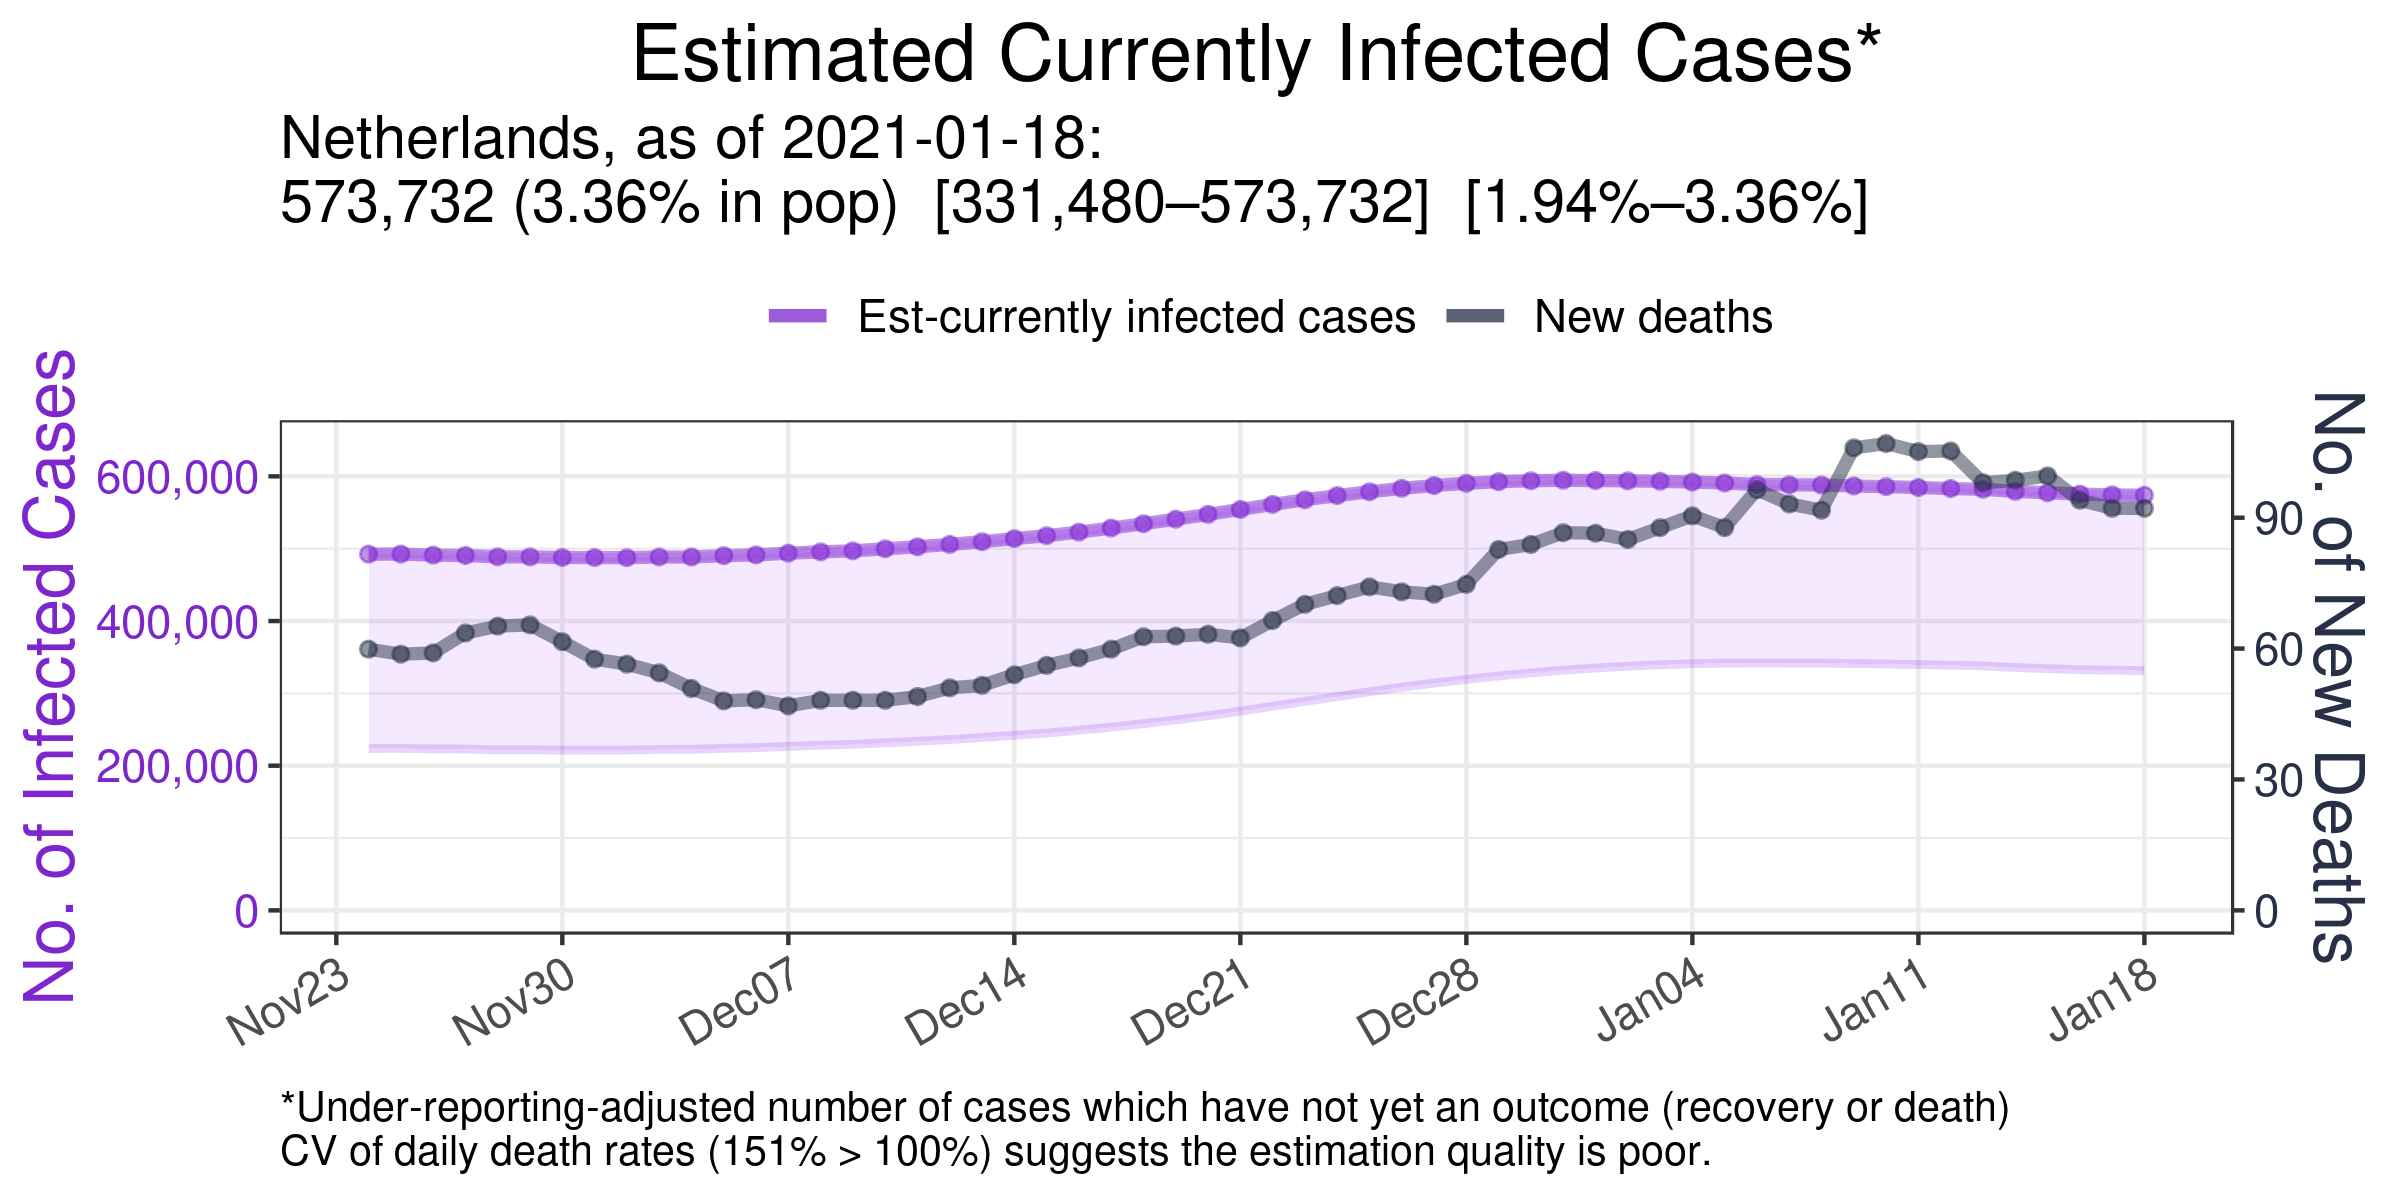 Estimated Currently Infected Cases*
Netherlands, as of 2021-01-18:
573,732 (3.36% in pop)  [331,480–573,732]  [1.94%–3.36%]
Est-currently infected cases
New deaths
No. of Infected Cases
600,000
400,000
200,000
0
No. of New Deaths
90
60
30
0
Nov23
Nov30
Dec07
Dec14
Dec21
Dec28
Jan04
Jan11
Jan18
*Under-reporting-adjusted number of cases which have not yet an outcome (recovery or death)
CV of daily death rates (151% > 100%) suggests the estimation quality is poor.